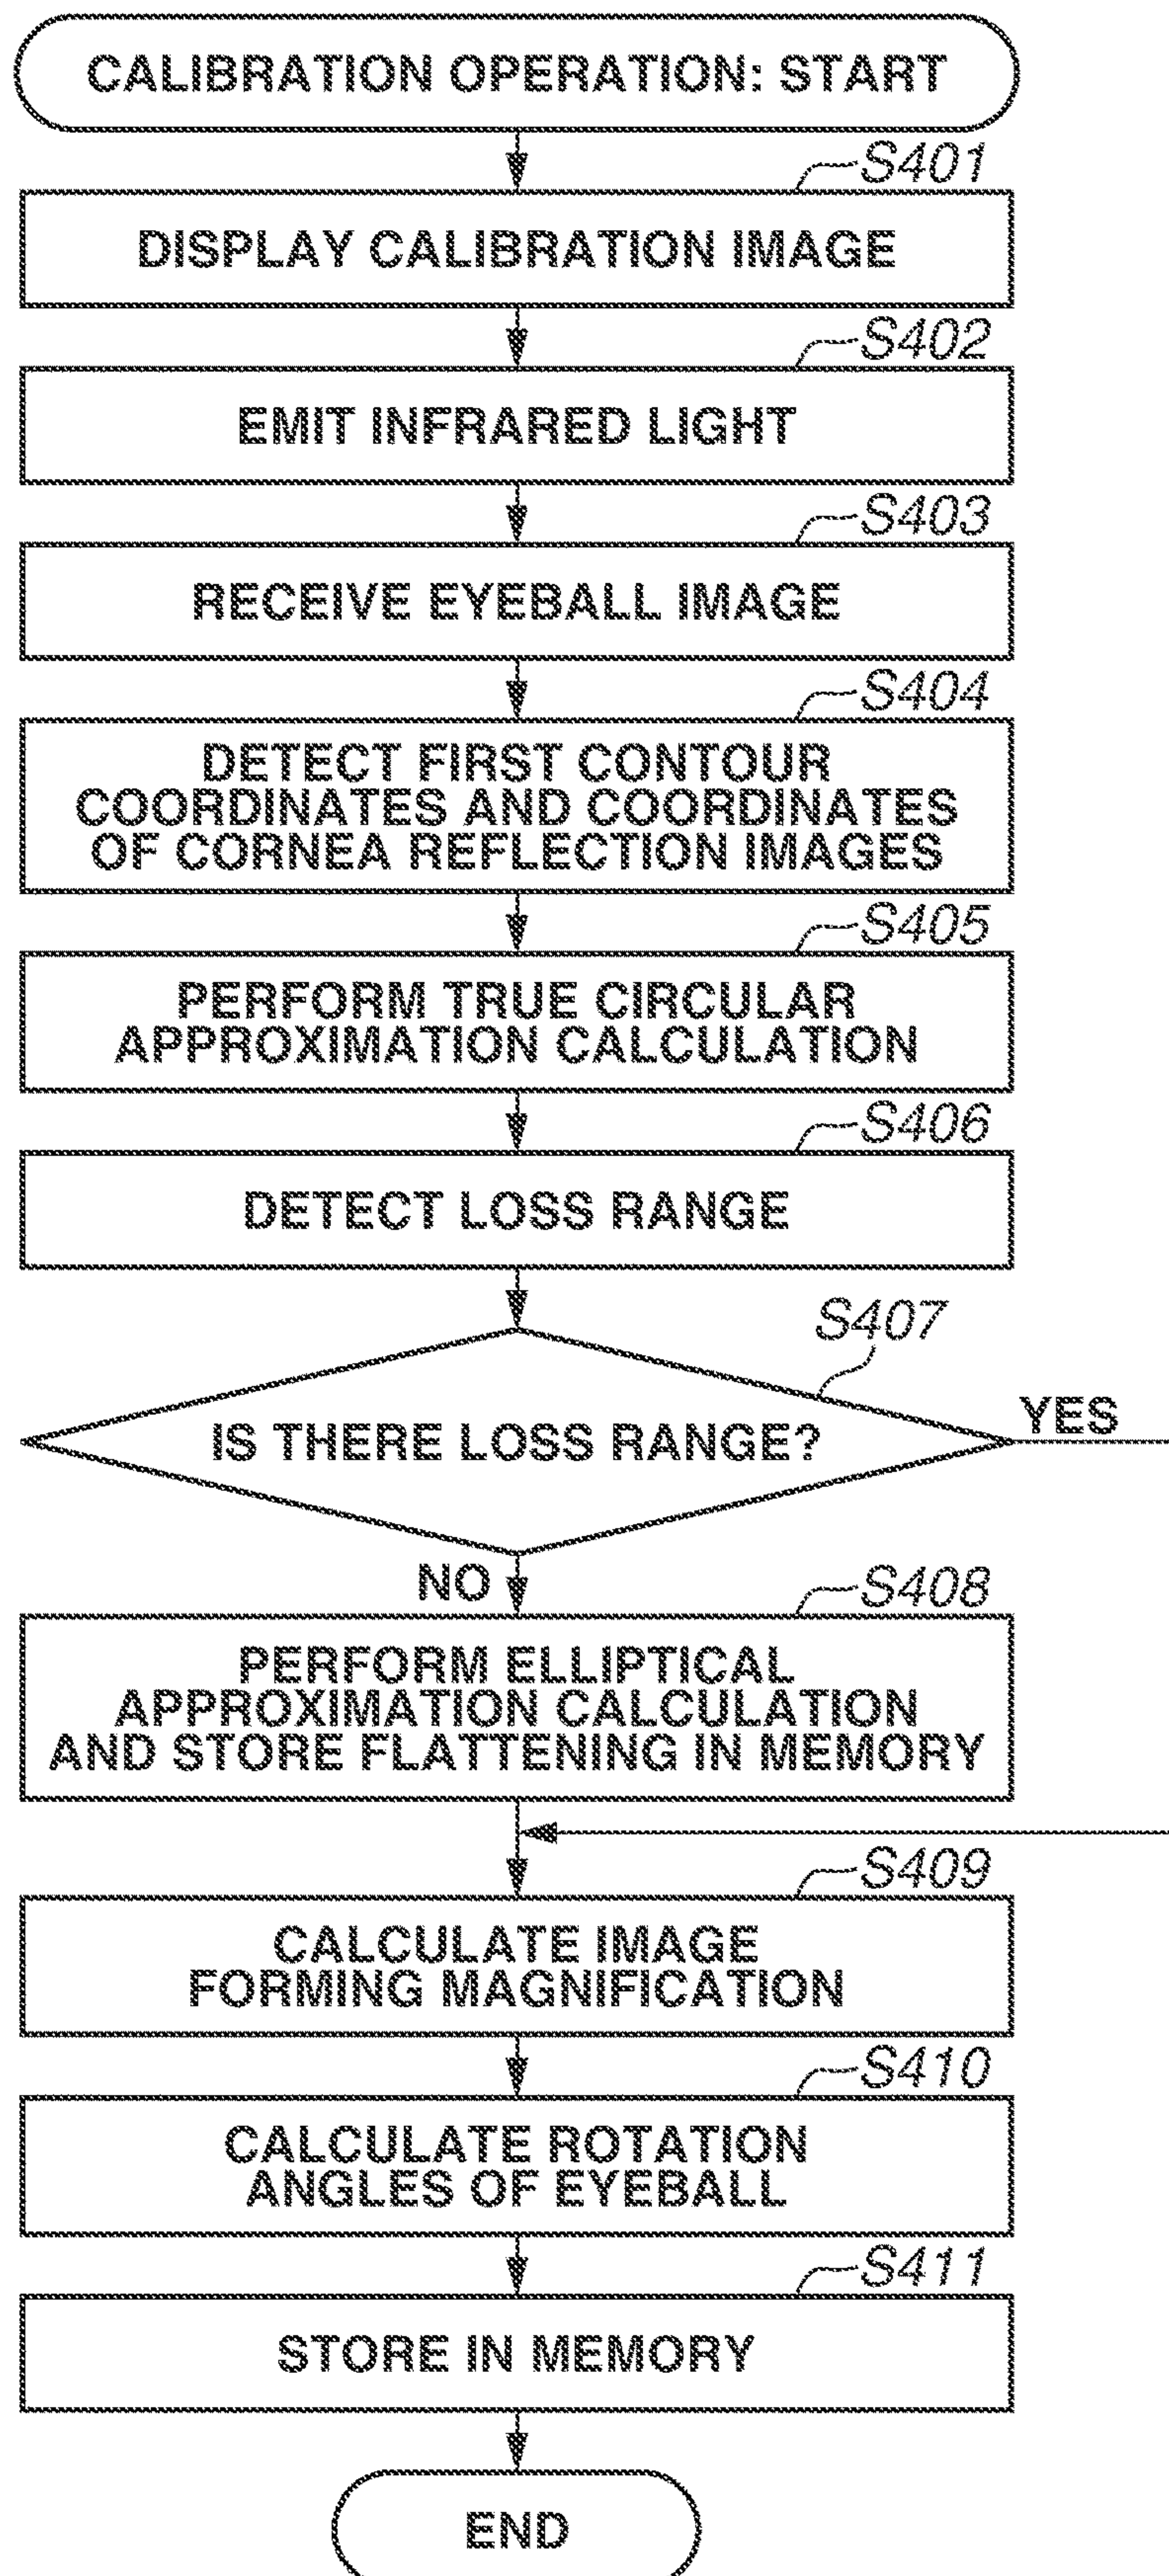 CALIBRATION OPERATION: START
S401
DISPLAY CALIBRATION IMAGE
S402
EMIT INFRARED LIGHT
S403
RECEIVE EYEBALL IMAGE
S404
DETECT FIRST CONTOUR
COORDINATES AND COORDINATES
OF CORNEA REFLECTION IMAGES
S405
PERFORM TRUE CIRCULAR
APPROXIMATION CALCULATION
S406
DETECT LOSS RANGE
S407
IS THERE LOSS RANGE?
YES
NO
S408
PERFORM ELLIPTICAL
APPROXIMATION CALCULATION
AND STORE FLATTENING IN MEMORY
S409
CALCULATE IMAGE
FORMING MAGNIFICATION
S410
CALCULATE ROTATION
ANGLES OF EYEBALL
S411
STORE IN MEMORY
END